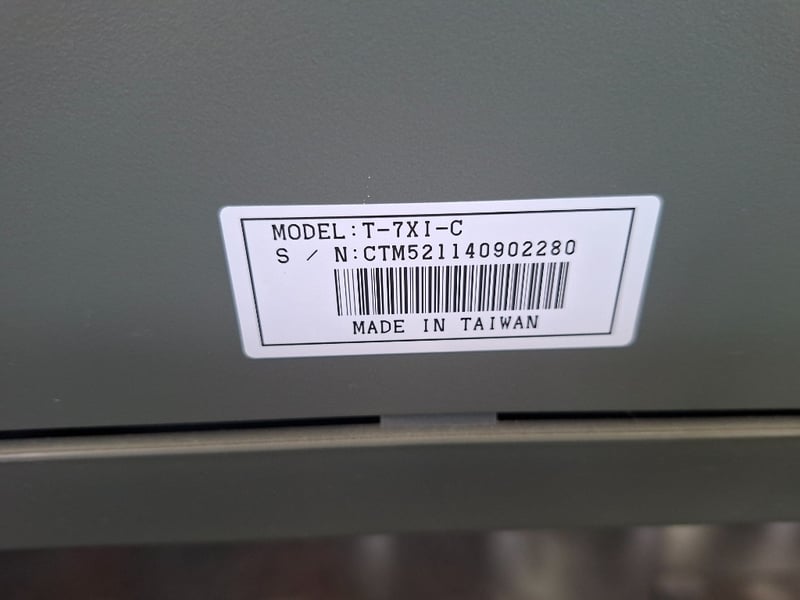 MODEL:T-7XI-C
S / N:CTM521140902280
MADE IN TAIWAN